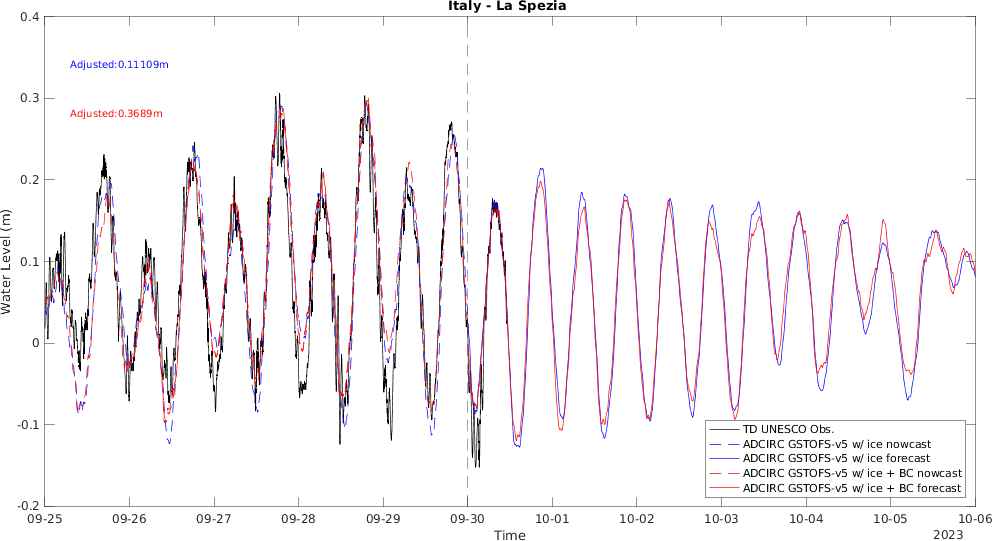 Italy - La Spezia
Adjusted:0.11109m
Adjusted:0.3689m
Water Level (m)
0.4
0.3
0.2
0.1
0
-0.1
-0.2
TD UNESCO Obs.
ADCIRC GSTOFS-v5 w/ ice nowcast
ADCIRC GSTOFS-v5 w/ ice forecast
ADCIRC GSTOFS-v5 w/ ice + BC nowcast
ADCIRC GSTOFS-v5 w/ ice + BC forecast
09-25 09-26 09-27 09-28 09-29 09-30 10-01 10-02 10-03 10-04 10-05 10-06
Time
2023